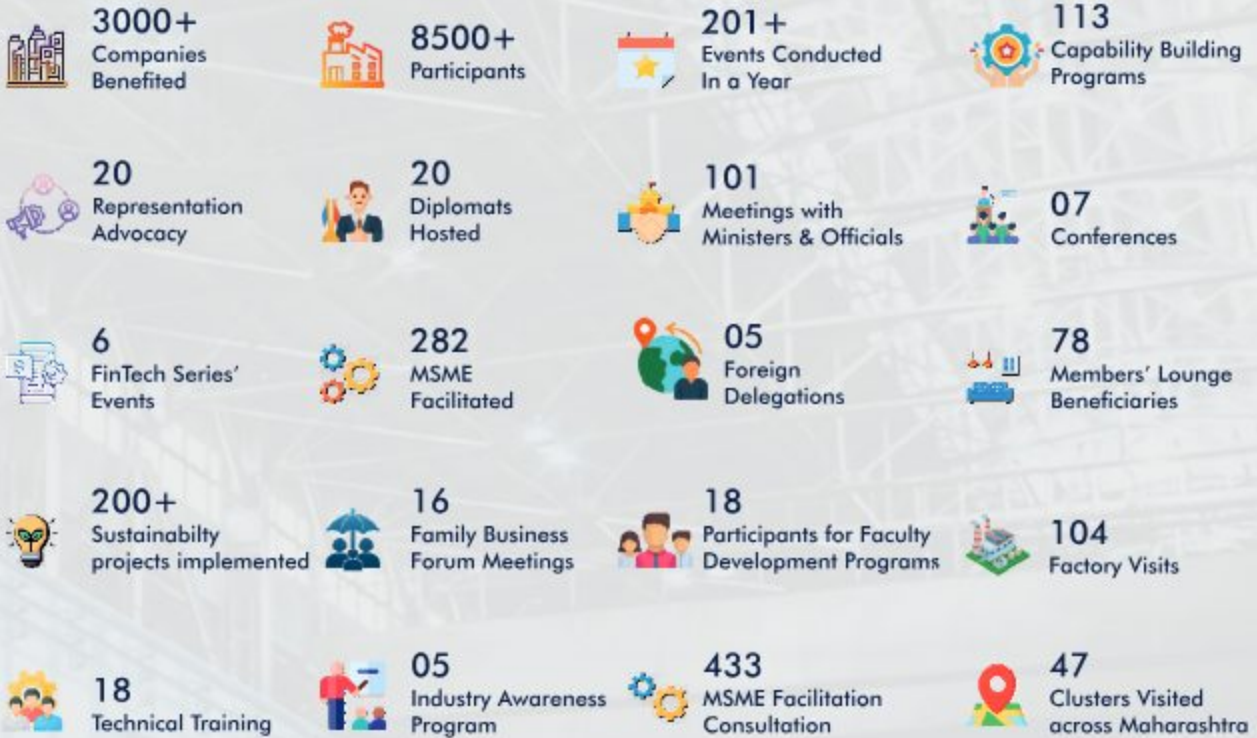 3000+
Companies
Benefited
8500+
Participants
201+
Events Conducted
In a Year
113
Capability Building
Programs
20
Representation
Advocacy
20
Diplomats
Hosted
101
Meetings with
Ministers & Officials
07
Conferences
6
FinTech Series'
Events
282
MSME
Facilitated
05
Foreign
Delegations
78
Members' Lounge
Beneficiaries
200+
Sustainabilty
projects implemented
16
Family Business
Forum Meetings
18
Participants for Faculty
Development Programs
104
Factory Visits
18
Technical Training
05
Industry Awareness
Program
433
MSME Facilitation
Consultation
47
Clusters Visited
across Maharashtra